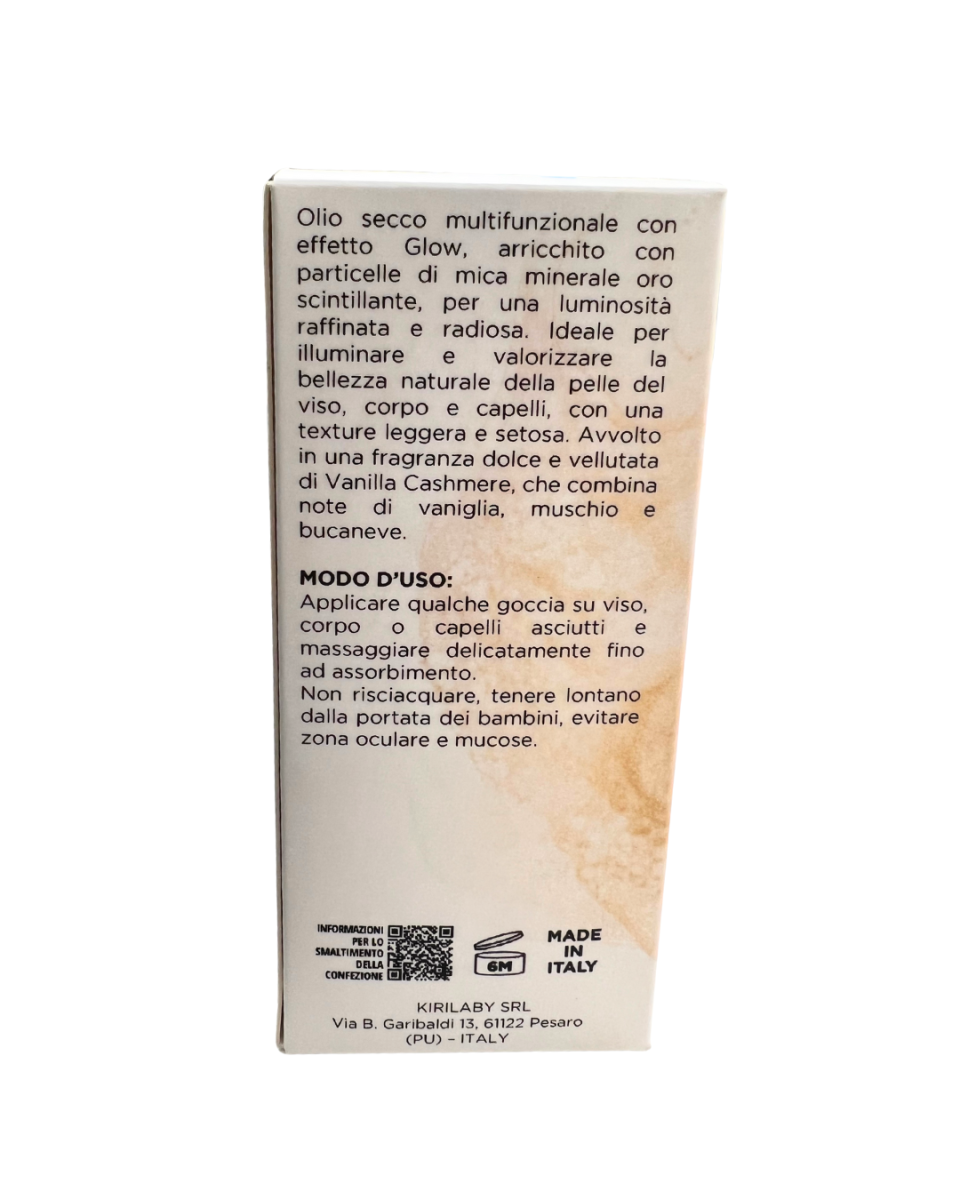 Olio secco multifunzionale con
effetto Glow, arricchito con
particelle di mica minerale oro
scintillante, per una luminosità
raffinata e radiosa. Ideale per
illuminare e valorizzare la
bellezza naturale della pelle del
viso, corpo e capelli, con una
texture leggera e setosa. Avvolto
in una fragranza dolce e vellutata
di Vanilla Cashmere, che combina
note di vaniglia, muschio e
bucaneve.
MODO D'USO:
Applicare qualche goccia su viso,
corpo o capelli asciutti e
massaggiare delicatamente fino
ad assorbimento.
Non risciacquare, tenere lontano
dalla portata dei bambini, evitare
zona oculare e mucose.
INFORMAZIONI
PER LO
SMALTIMENTO
DELLA
CONFEZIONE
6M
MADE
IN
ITALY
KIRILABY SRL
Via B. Garibaldi 13, 61122 Pesaro
(PU) – ITALY